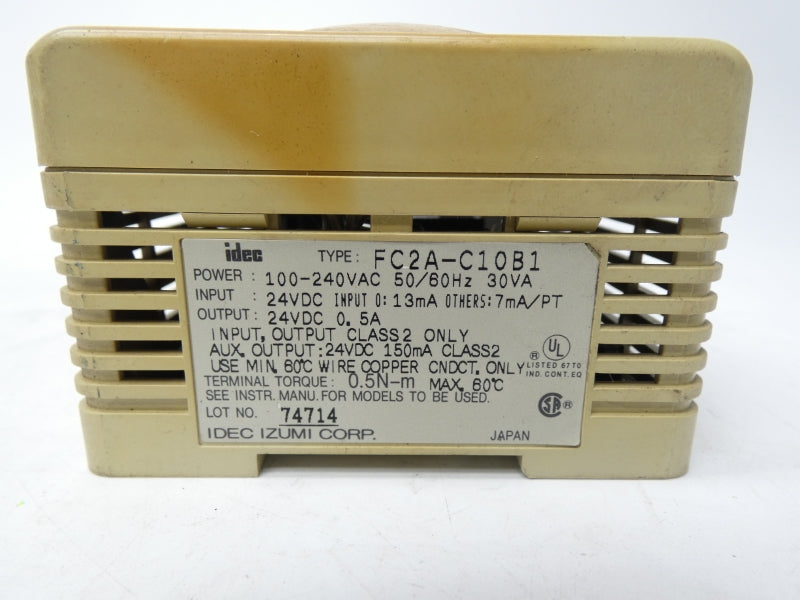 idec TYPE: FC2A-C10B1
POWER : 100-240VAC 50/60Hz 30VA
INPUT : 24VDC INPUT 0: 13mA OTHERS: 7mA/PT
OUTPUT: 24VDC 0.5A
INPUT, OUTPUT CLASS2 ONLY
AUX. OUTPUT:24VDC 150mA CLASS2
USE MIN. 60℃ WIRE COPPER CNDCT. ONLY
TERMINAL TORQUE: 0.5N-m MAX. 60℃
SEE INSTR. MANU. FOR MODELS TO BE USED.
LOT NO. 74714
IDEC IZUMI CORP. JAPAN
UL ®
LISTED 67T0
IND. CONT. EQ
SA ®